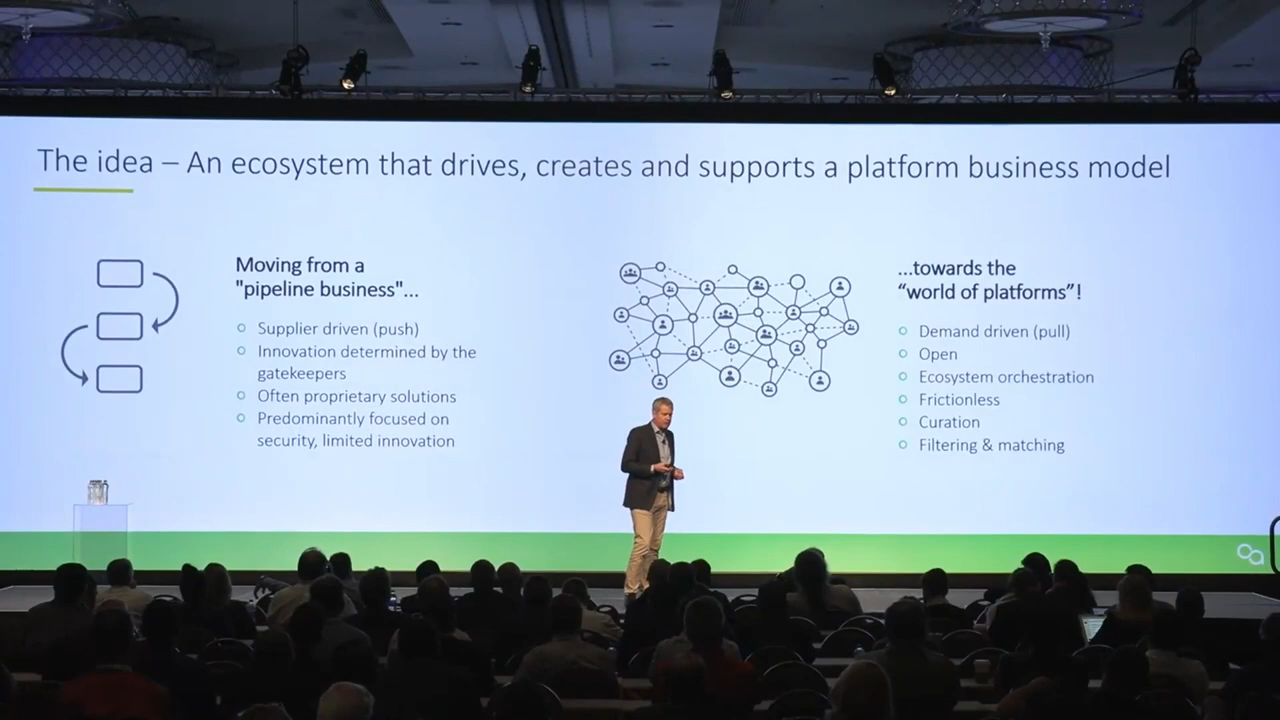 The idea – An ecosystem that drives, creates and supports a platform business model
Moving from a
"pipeline business"...
Supplier driven (push)
Innovation determined by the
gatekeepers
Often proprietary solutions
Predominantly focused on
security, limited innovation
...towards the
“world of platforms”!
Demand driven (pull)
Open
Ecosystem orchestration
Frictionless
Curation
Filtering & matching